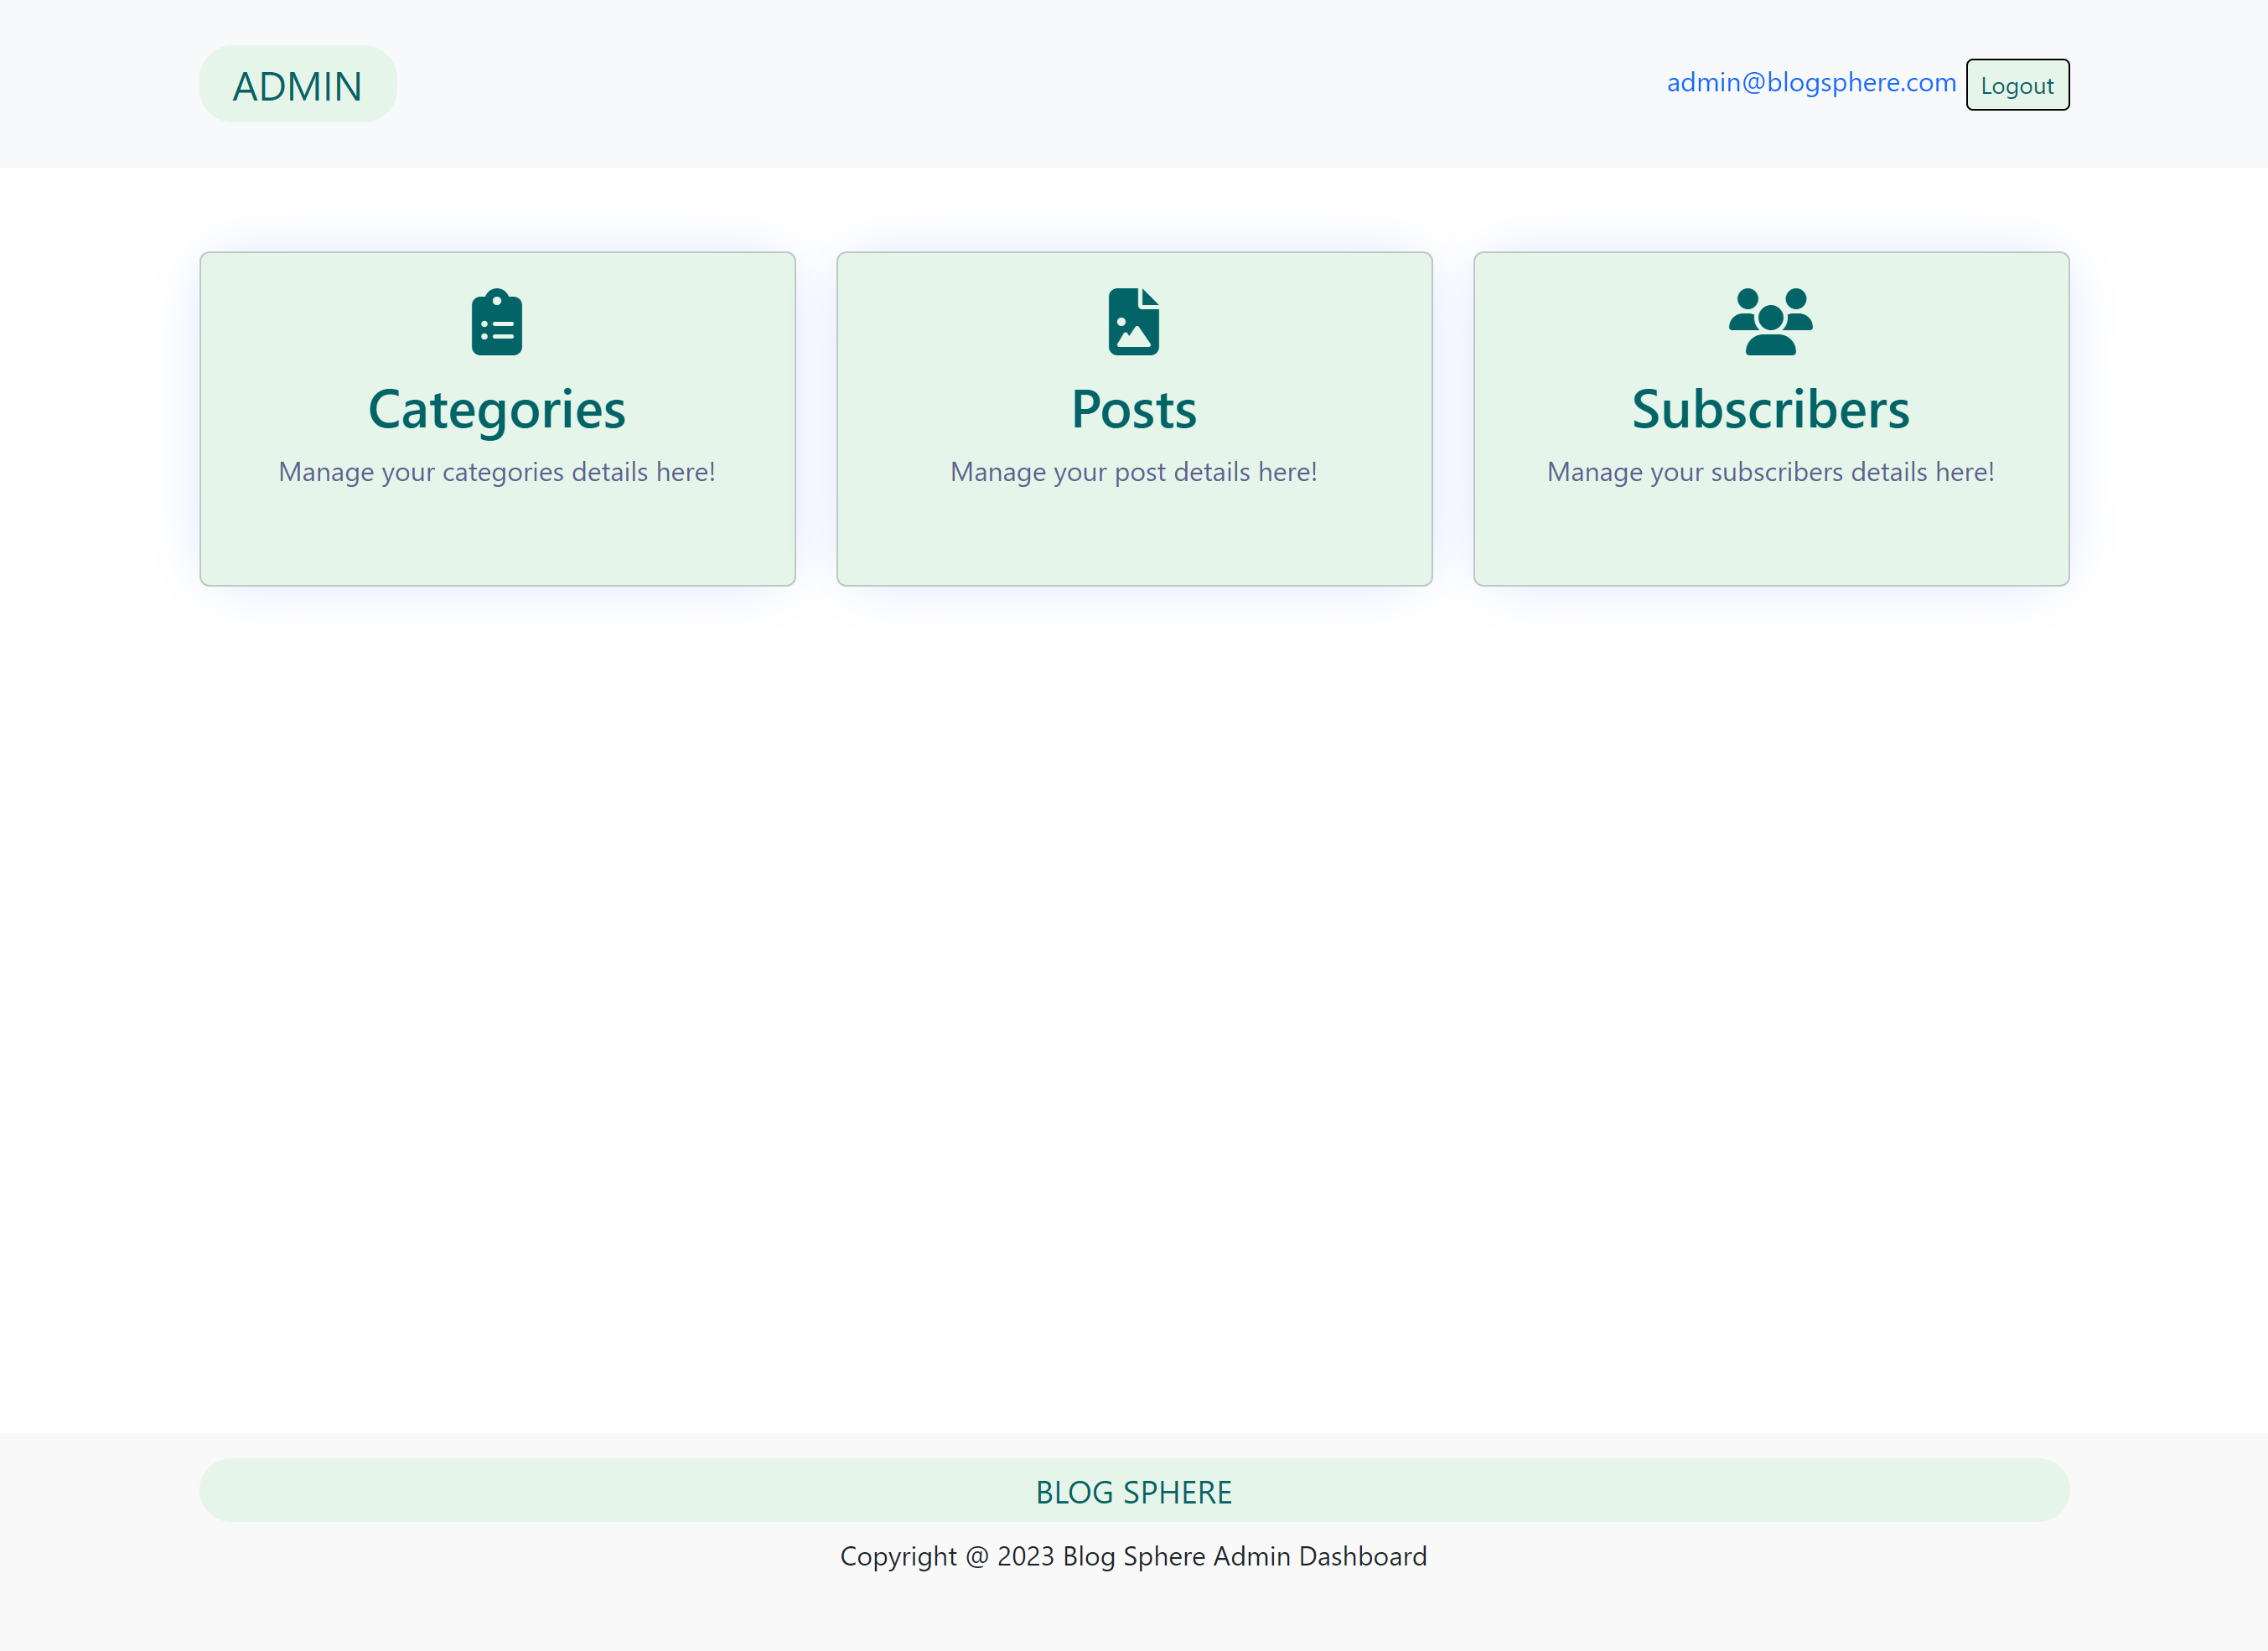 ADMIN
admin@blogsphere.com Logout
Categories
Manage your categories details here!
Posts
Manage your post details here!
Subscribers
Manage your subscribers details here!
BLOG SPHERE
Copyright @ 2023 Blog Sphere Admin Dashboard